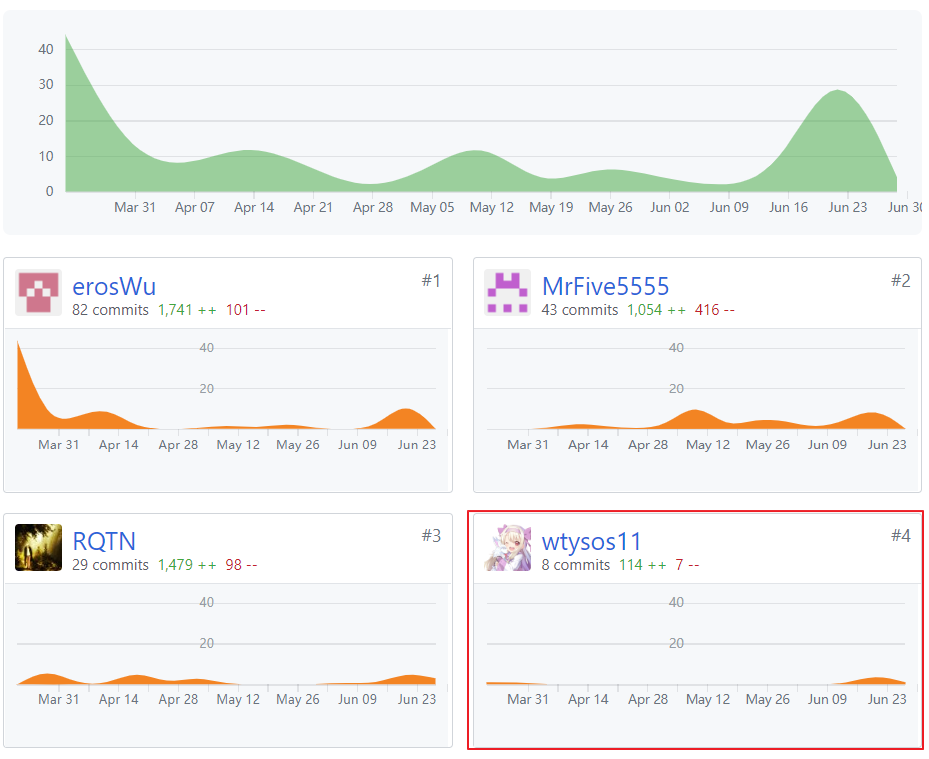 40
30
20
10
0
Mar 31 Apr 07 Apr 14 Apr 21 Apr 28 May 05 May 12 May 19 May 26 Jun 02 Jun 09 Jun 16 Jun 23 Jun 30
erosWu #1
82 commits 1,741 ++ 101 --
40
20
Mar 31 Apr 14 Apr 28 May 12 May 26 Jun 09 Jun 23
MrFive5555 #2
43 commits 1,054 ++ 416 --
40
20
Mar 31 Apr 14 Apr 28 May 12 May 26 Jun 09 Jun 23
RQTN #3
29 commits 1,479 ++ 98 --
40
20
Mar 31 Apr 14 Apr 28 May 12 May 26 Jun 09 Jun 23
wtysos11 #4
8 commits 114 ++ 7 --
40
20
Mar 31 Apr 14 Apr 28 May 12 May 26 Jun 09 Jun 23